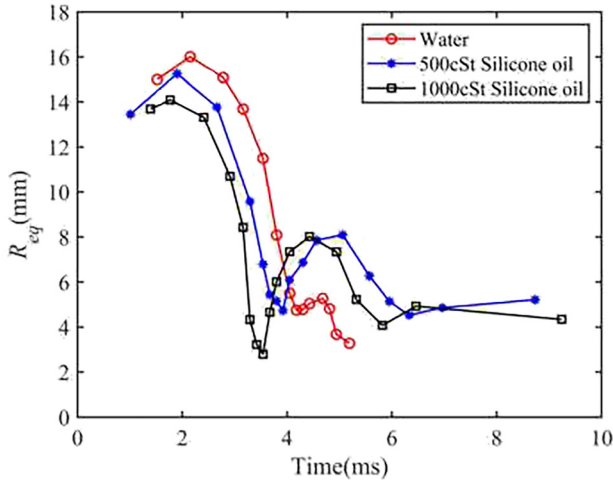 18
16
14
12
10
8
6
4
2
0
R_eq(mm)
Water
500cSt Silicone oil
1000cSt Silicone oil
0 2 4 6 8 10
Time(ms)